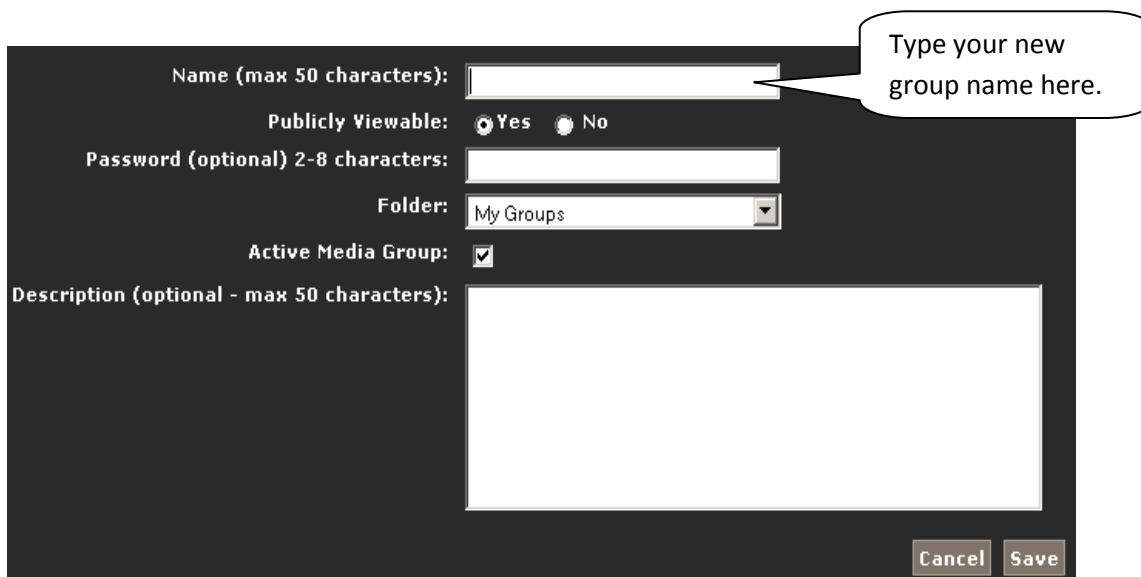 Type your new
group name here.
Name (max 50 characters):
Publicly Viewable: Yes No
Password (optional) 2-8 characters:
Folder: My Groups
Active Media Group:
Description (optional - max 50 characters):
Cancel Save